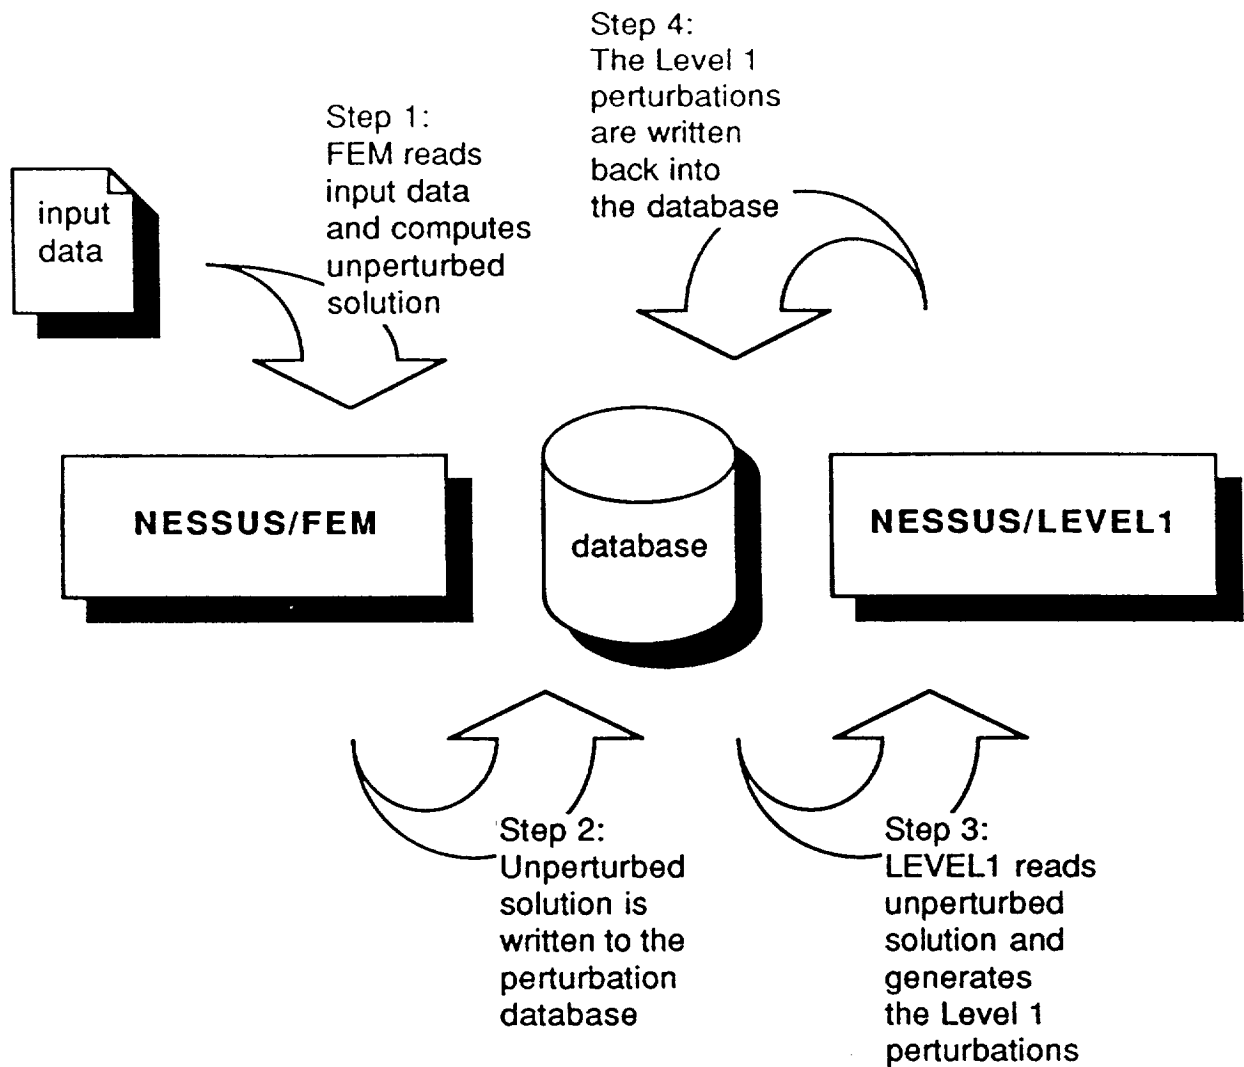 Step 1:
FEM reads
input data
and computes
unperturbed
solution
Step 4:
The Level 1
perturbations
are written
back into
the database
input
data
NESSUS/FEM
database
NESSUS/LEVEL1
Step 2:
Unperturbed
solution is
written to the
perturbation
database
Step 3:
LEVEL1 reads
unperturbed
solution and
generates
the Level 1
perturbations